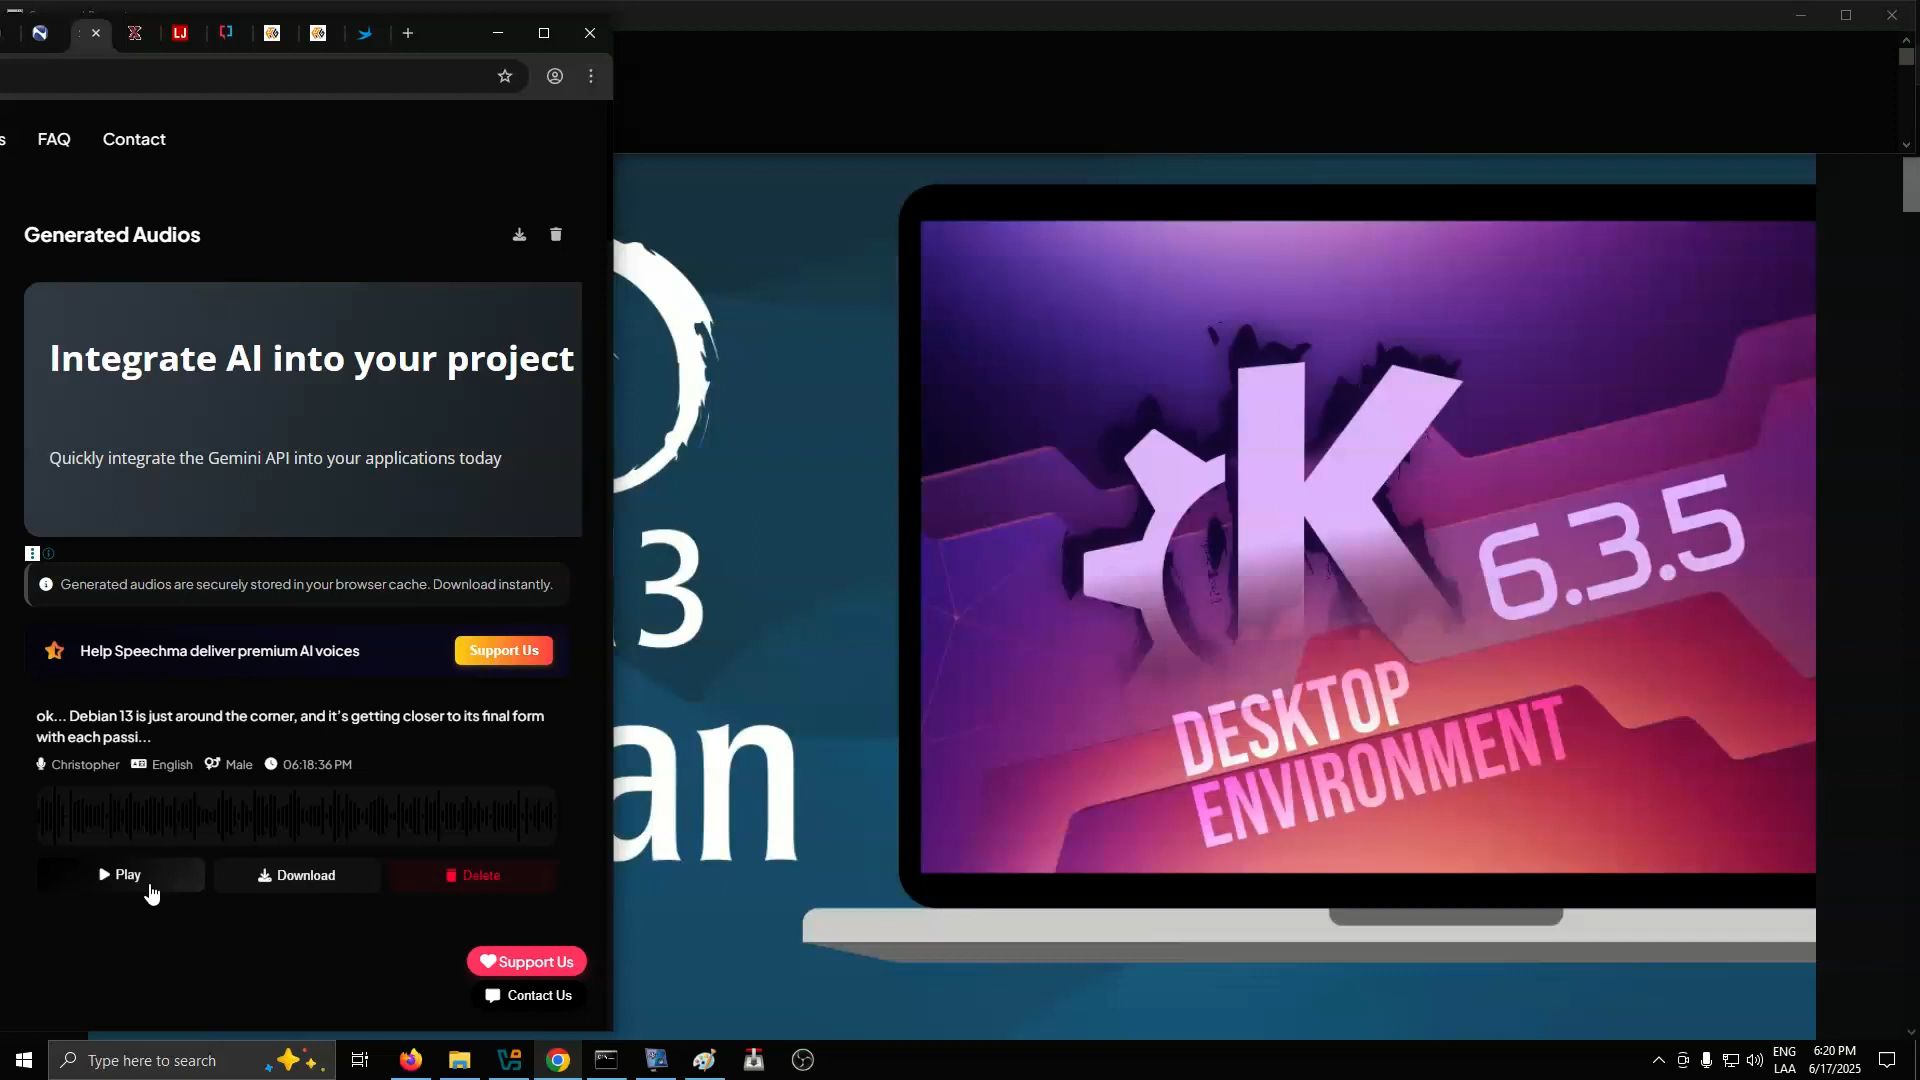 LJ
FAQ
Contact
Generated Audios
Integrate AI into your project
Quickly integrate the Gemini API into your applications today
Generated audios are securely stored in your browser cache. Download instantly.
Help Speechma deliver premium AI voices
Support Us
ok... Debian 13 is just around the corner, and it's getting closer to its final form
with each passi...
Christopher
English
Male
06:18:36 PM
Play
Download
Delete
Support Us
Contact Us
13
an
K
6.3.5
DESKTOP
ENVIRONMENT
Type here to search
ENG
LAA
6:20 PM
6/17/2025